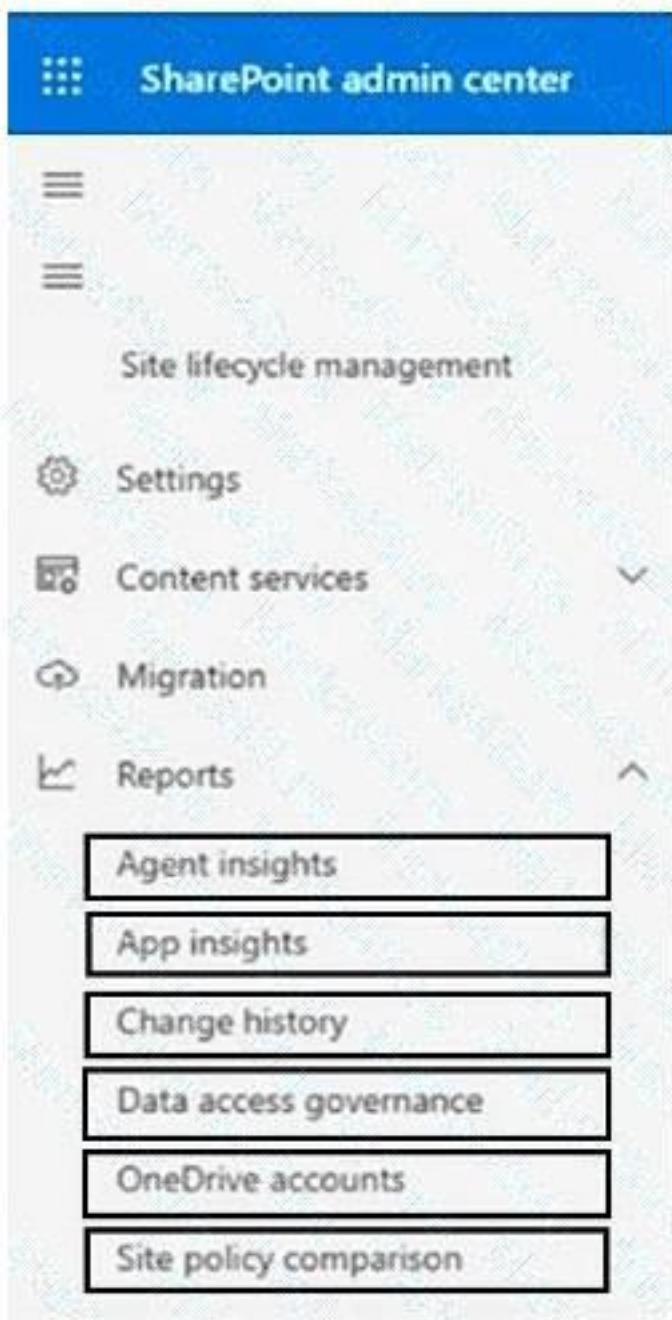 SharePoint admin center
Site lifecycle management
Settings
Content services
Migration
Reports
Agent insights
App insights
Change history
Data access governance
OneDrive accounts
Site policy comparison